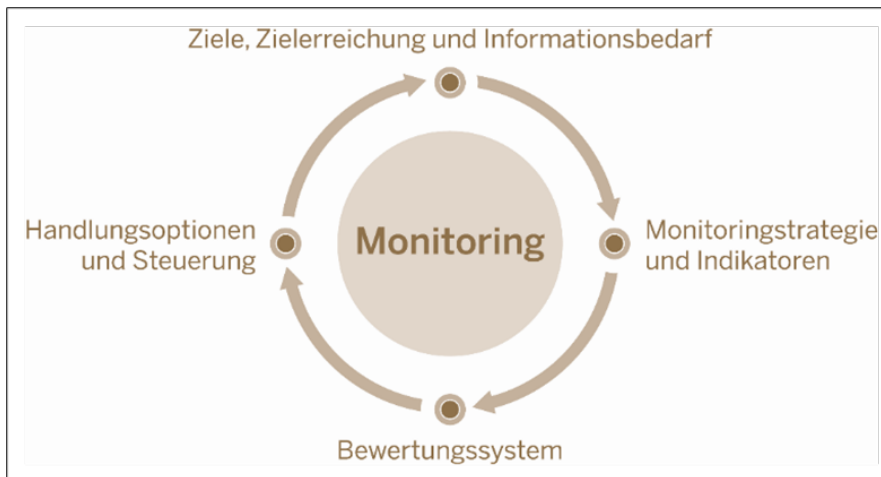 Ziele, Zielerreichung und Informationsbedarf
Handlungsoptionen
und Steuerung
Monitoring
Monitoringstrategie
und Indikatoren
Bewertungssystem